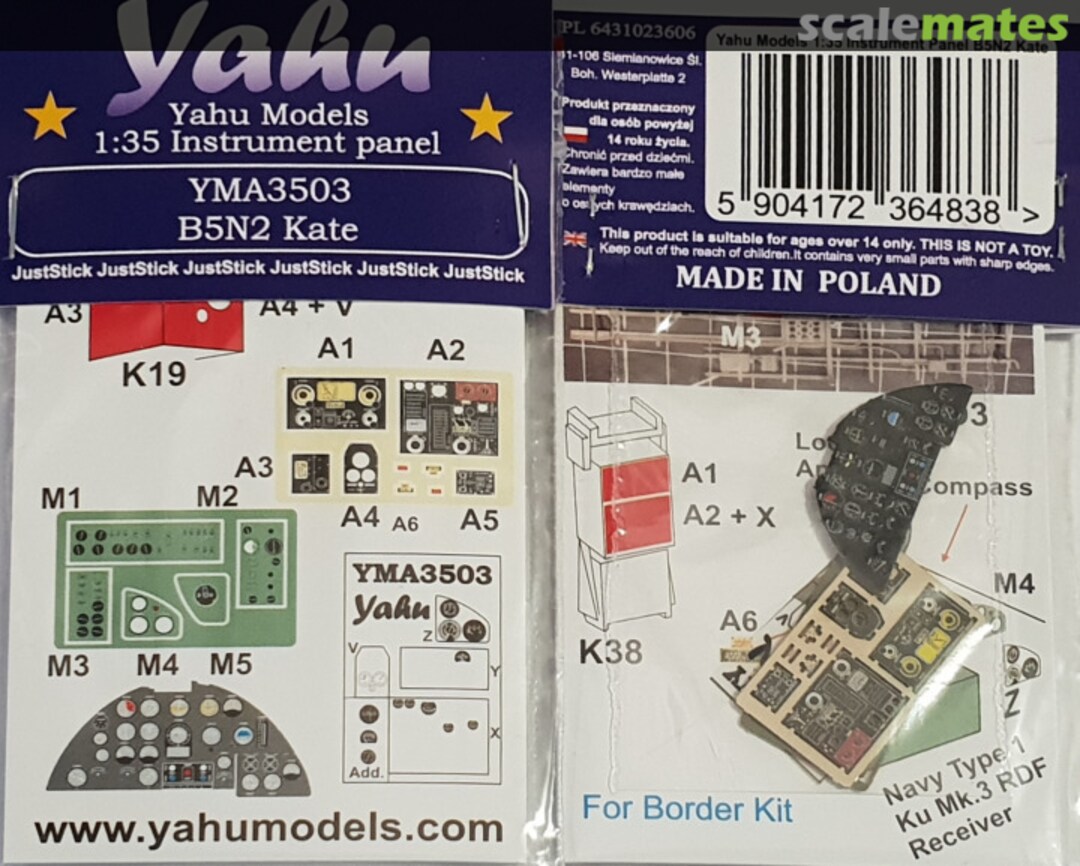 scalemates
Yahu
Yahu Models
1:35 Instrument panel
YMA3503
B5N2 Kate
JustStick JustStick JustStick JustStick JustStick JustStick
A3
A4 + V
K19
A1
A2
A3
A4
A6
A5
M1
M2
M3
M4
M5
YMA3503
Yahu
Z
V
Y
X
Add.
www.yahumodels.com
PL 6431023606
41-106 Siemianowice Śl.
Boh. Westerplatte 2
Produkt przeznaczony
dla osób powyżej
14 roku życia.
Chronić przed dziećmi.
Zawiera bardzo małe
elementy
o ostrych krawędziach.
Yahu Models 1:35 Instrument Panel B5N2 Kate
5 904172 364838 >
This product is suitable for ages over 14 only. THIS IS NOT A TOY.
Keep out of the reach of children.It contains very small parts with sharp edges.
MADE IN POLAND
M3
A1
A2 + X
K38
3
Compass
M4
A6
Z
Navy Type 1
Ku Mk.3 RDF
Receiver
For Border Kit